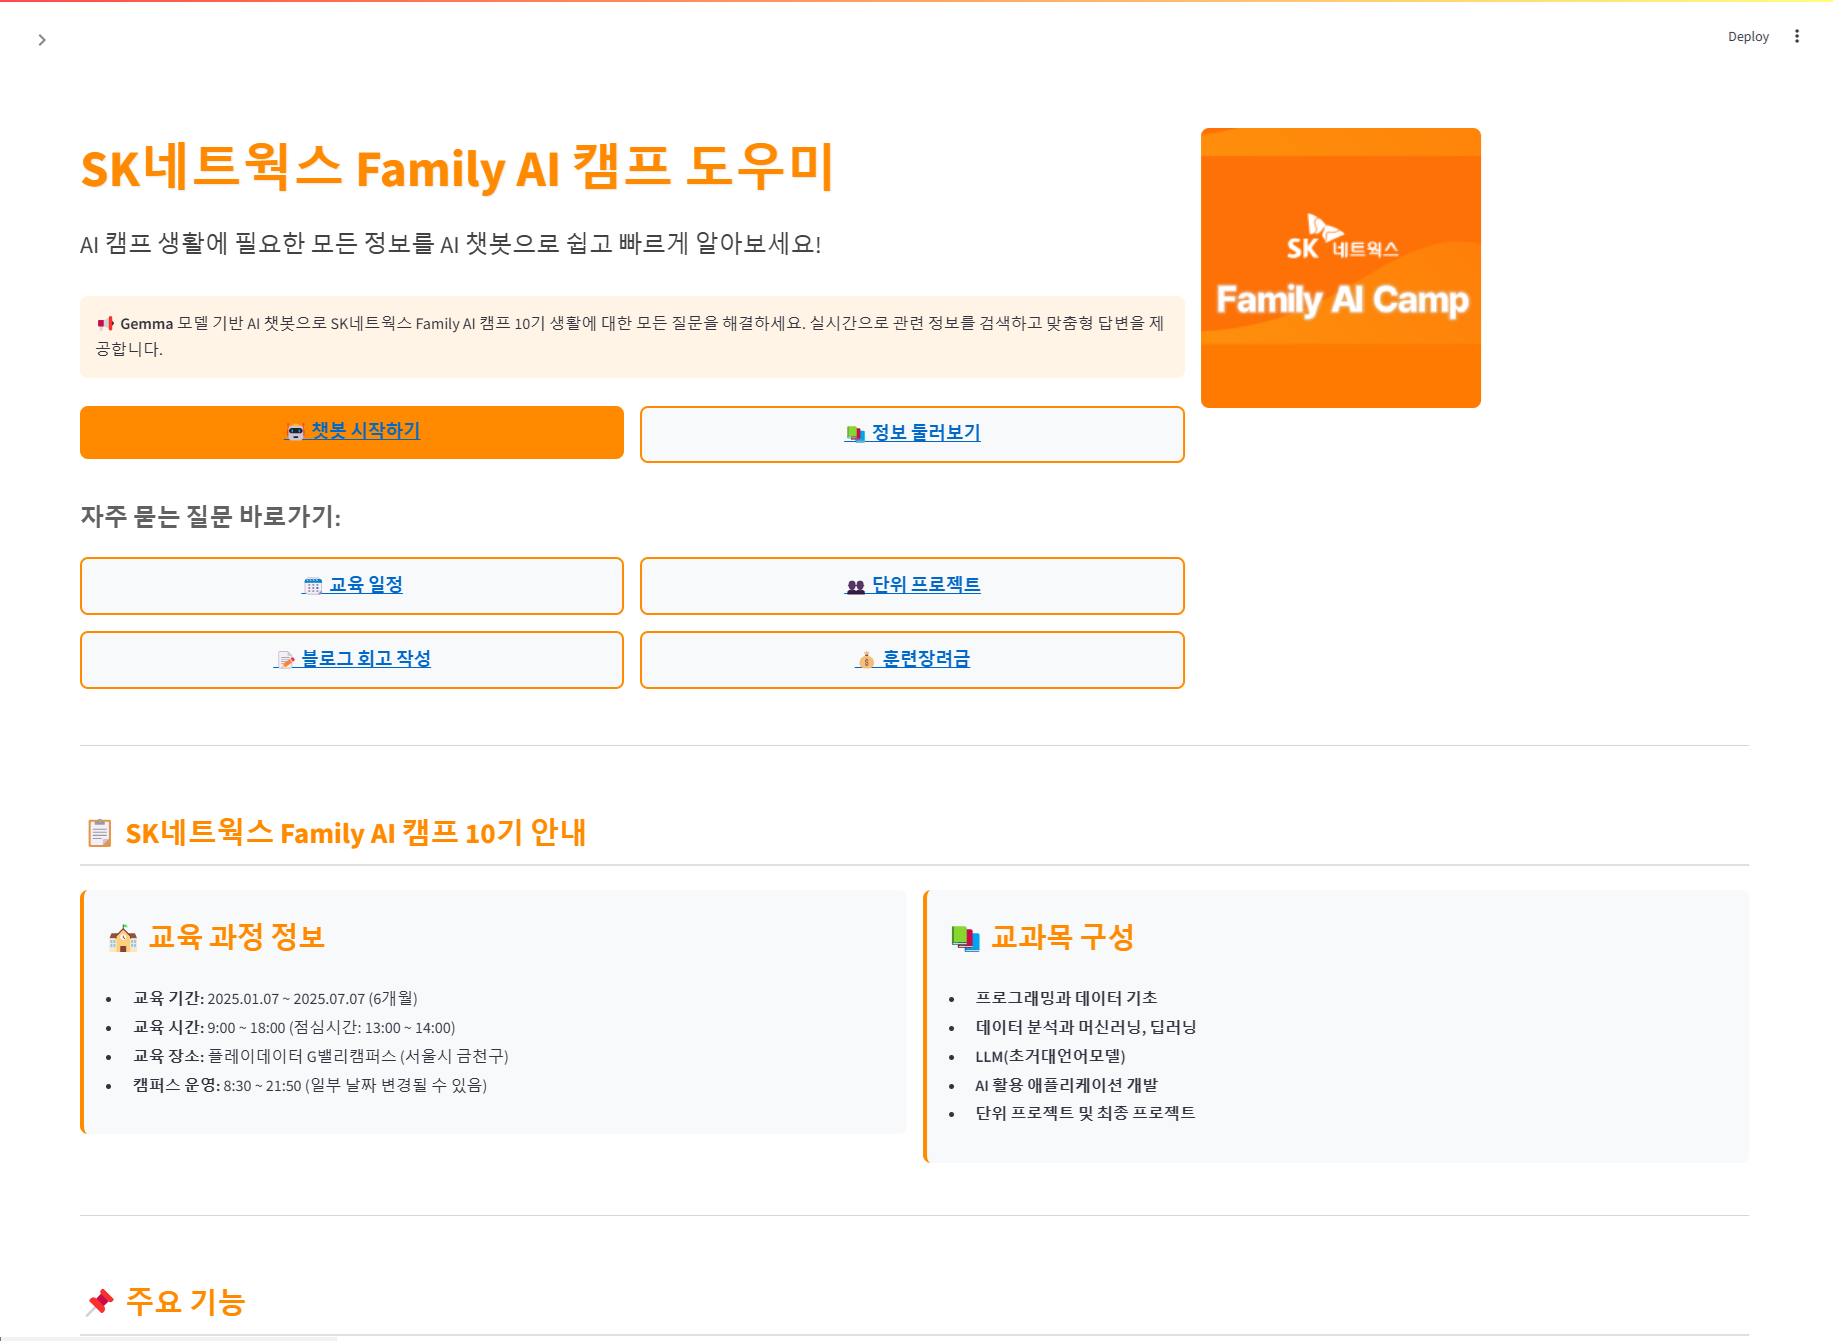 Deploy
SK네트웍스 Family AI 캠프 도우미
AI 캠프 생활에 필요한 모든 정보를 AI 챗봇으로 쉽고 빠르게 알아보세요!
SK 네트웍스
Family AI Camp
📢 Gemma 모델 기반 AI 챗봇으로 SK네트웍스 Family AI 캠프 10기 생활에 대한 모든 질문을 해결하세요. 실시간으로 관련 정보를 검색하고 맞춤형 답변을 제
공합니다.
🤖 챗봇 시작하기
📚 정보 둘러보기
자주 묻는 질문 바로가기:
📅 교육 일정
👥 단위 프로젝트
📝 블로그 회고 작성
💰 훈련장려금
📋 SK네트웍스 Family AI 캠프 10기 안내
🏫 교육 과정 정보
• 교육 기간: 2025.01.07 ~ 2025.07.07 (6개월)
• 교육 시간: 9:00 ~ 18:00 (점심시간: 13:00 ~ 14:00)
• 교육 장소: 플레이데이터 G밸리캠퍼스 (서울시 금천구)
• 캠퍼스 운영: 8:30 ~ 21:50 (일부 날짜 변경될 수 있음)
📚 교과목 구성
• 프로그래밍과 데이터 기초
• 데이터 분석과 머신러닝, 딥러닝
• LLM(초거대언어모델)
• AI 활용 애플리케이션 개발
• 단위 프로젝트 및 최종 프로젝트
📌 주요 기능